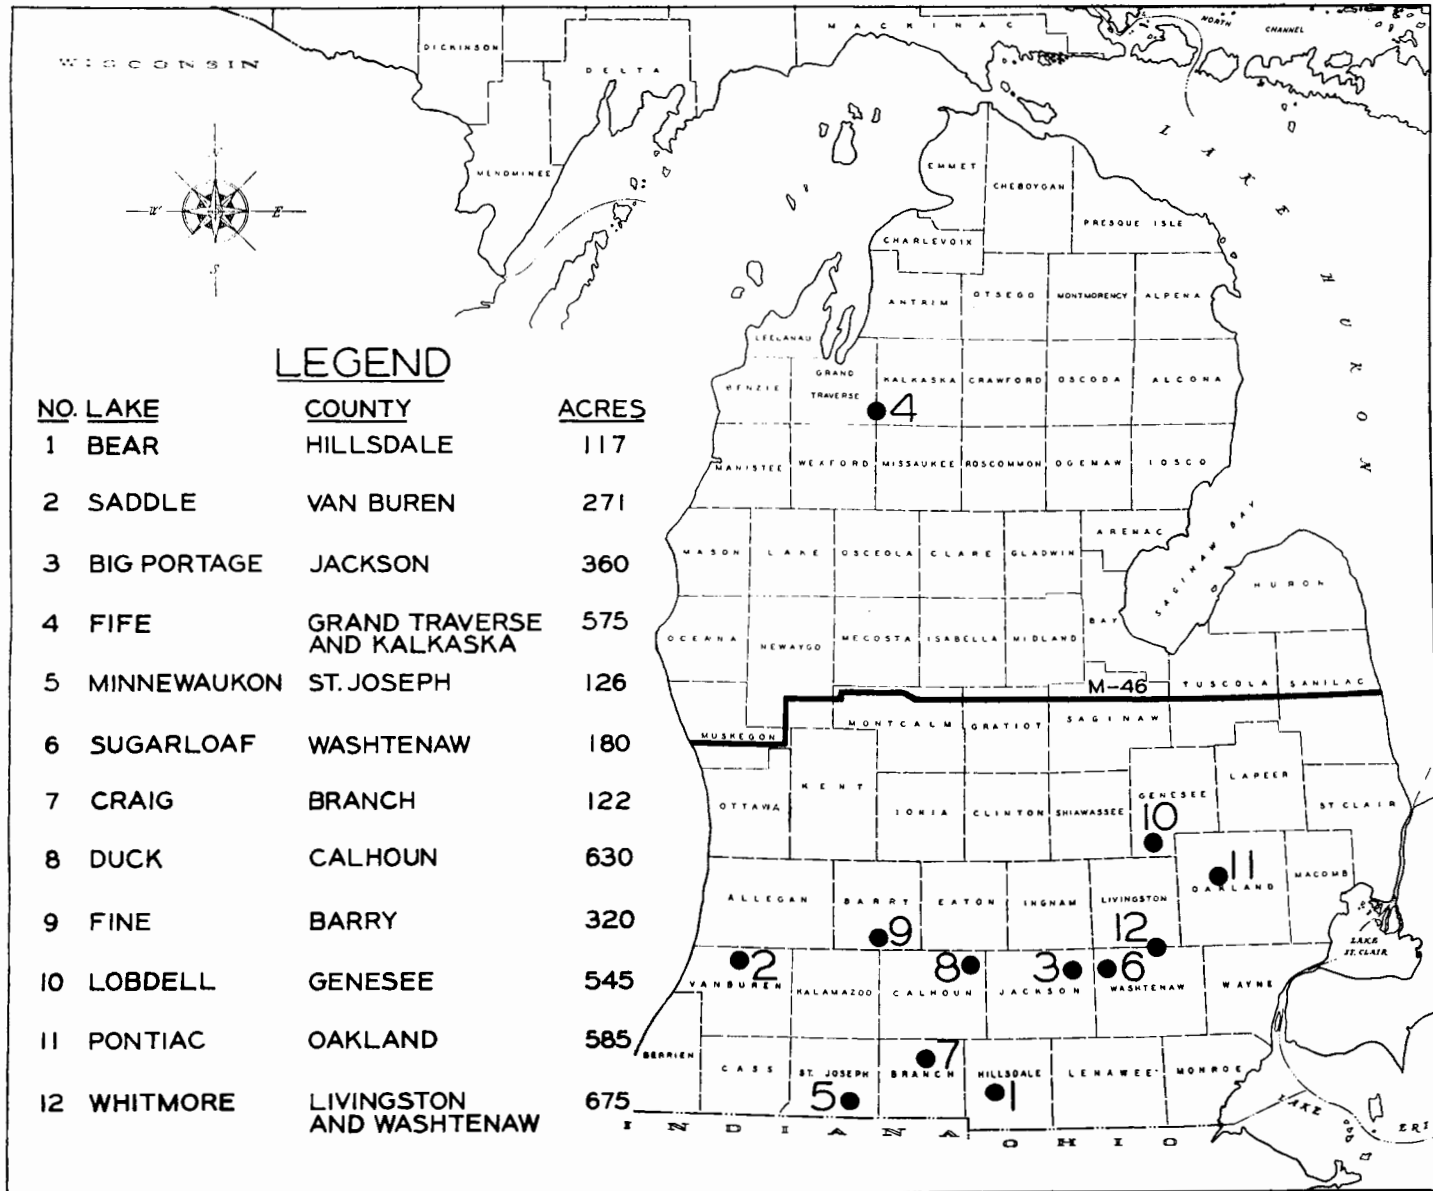 WISCONSIN
DICKINSON
DELTA
MACKINAC
NORTH CHANNEL
MENOMINEE
W E
S
LAKE HURON
EMMET
CHEBOYGAN
PRESQUE ISLE
CHARLEVOIX
ANTRIM OTSEGO MONTMORENCY ALPENA
LEELANAU
BENZIE GRAND TRAVERSE KALKASKA CRAWFORD OSCODA ALCONA
4
MANISTEE WEXFORD MISSAUKEE ROSCOMMON OGEMAW IOSCO
MASON LAKE OSCEOLA CLARE GLADWIN ARENAC
SAGINAW BAY
HURON
OCEANA NEWAYGO MECOSTA ISABELLA MIDLAND BAY
M-46
TUSCOLA SANILAC
MUSKEGON MONTCALM GRATIOT SAGINAW
OTTAWA KENT IONIA CLINTON SHIAWASSEE GENESEE LAPEER ST CLAIR
10
11
ALLEGAN BARRY EATON INGHAM LIVINGSTON OAKLAND MACOMB
9
12
LAKE ST. CLAIR
2 8 3 6
VAN BUREN KALAMAZOO CALHOUN JACKSON WASHTENAW WAYNE
7
BERRIEN CASS ST. JOSEPH BRANCH HILLSDALE LENAWEE MONROE
5 1
INDIANA OHIO
LAKE ERI
LEGEND
NO. LAKE COUNTY ACRES
1 BEAR HILLSDALE 117
2 SADDLE VAN BUREN 271
3 BIG PORTAGE JACKSON 360
4 FIFE GRAND TRAVERSE 575
AND KALKASKA
5 MINNEWAUKON ST. JOSEPH 126
6 SUGARLOAF WASHTENAW 180
7 CRAIG BRANCH 122
8 DUCK CALHOUN 630
9 FINE BARRY 320
10 LOBDELL GENESEE 545
11 PONTIAC OAKLAND 585
12 WHITMORE LIVINGSTON 675
AND WASHTENAW